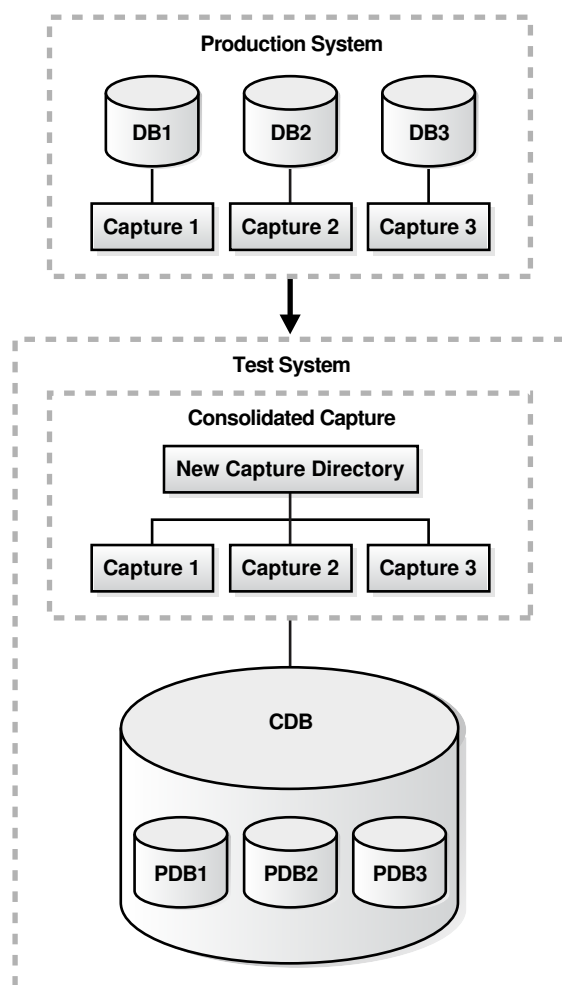 Production System
DB1
DB2
DB3
Capture 1
Capture 2
Capture 3
Test System
Consolidated Capture
New Capture Directory
Capture 1
Capture 2
Capture 3
CDB
PDB1
PDB2
PDB3